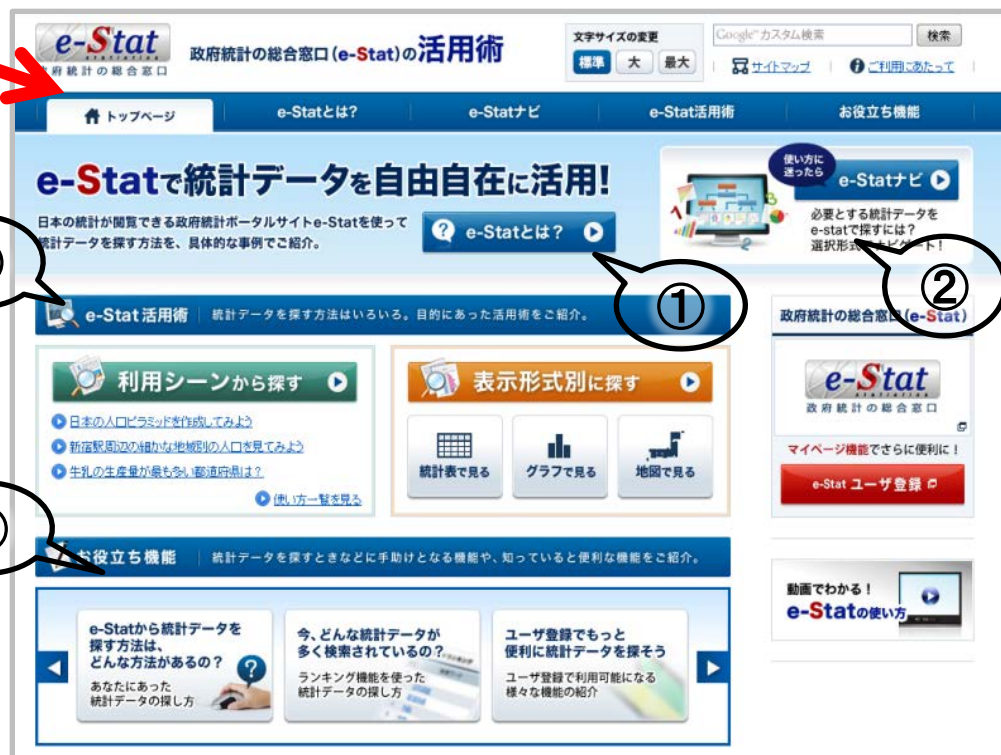 e-Stat
府統計の総合窓口
政府統計の総合窓口(e-Stat)の活用術
文字サイズの変更
標準 大 最大
Google™カスタム検索
検索
サイトマップ
ご利用にあたって
トップページ
e-Statとは?
e-Statナビ
e-Stat活用術
お役立ち機能
e-Statで統計データを自由自在に活用!
日本の統計が閲覧できる政府統計ポータルサイトe-Statを使って
統計データを探す方法を、具体的な事例でご紹介。
e-Statとは?
使い方に
迷ったら
e-Statナビ
必要とする統計データを
e-statで探すには?
選択形式
ート!
①
②
e-Stat 活用術
統計データを探す方法はいろいろ。目的にあった活用術をご紹介。
利用シーンから探す
日本の人口ピラミッドを作成してみよう
新宿駅周辺の細かな地域別の人口を見てみよう
牛乳の生産量が最も多い都道府県は?
使い方一覧を見る
表示形式別に探す
統計表で見る
グラフで見る
地図で見る
政府統計の総合窓口(e-Stat)
e-Stat
statistics
政府統計の総合窓口
マイページ機能でさらに便利に!
e-Stat ユーザ登録
お役立ち機能
統計データを探すときなどに手助けとなる機能や、知っていると便利な機能をご紹介。
e-Statから統計データを
探す方法は、
どんな方法があるの?
あなたにあった
統計データの探し方
今、どんな統計データが
多く検索されているの?
ランキング機能を使った
統計データの探し方
ユーザ登録でもっと
便利に統計データを探そう
ユーザ登録で利用可能になる
様々な機能の紹介
動画でわかる!
e-Statの使い方